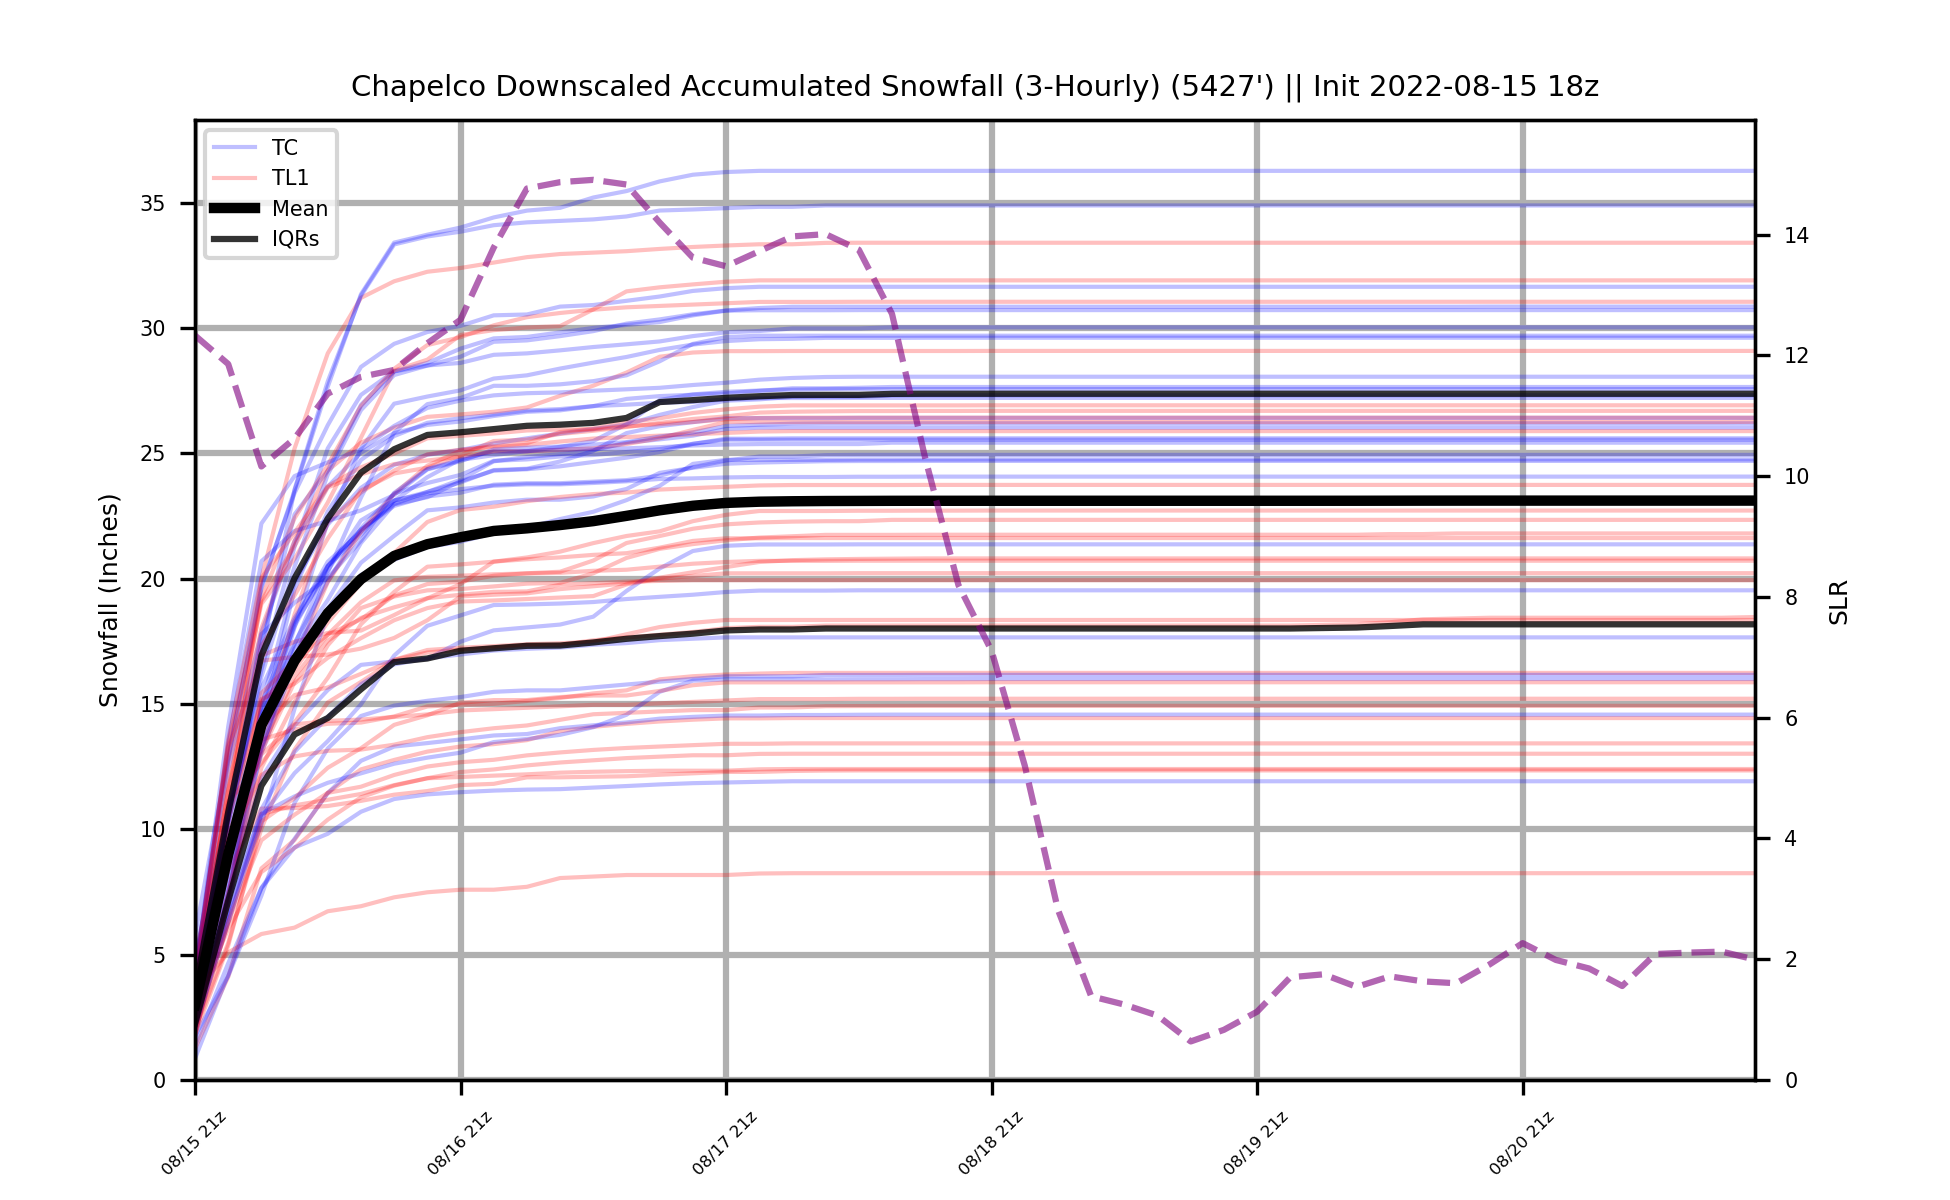 Chapelco Downscaled Accumulated Snowfall (3-Hourly) (5427') || Init 2022-08-15 18z
TC
TL1
Mean
IQRs
35
30
25
20
15
10
5
0
Snowfall (Inches)
14
12
10
8
6
4
2
0
SLR
08/15 21z
08/16 21z
08/17 21z
08/18 21z
08/19 21z
08/20 21z